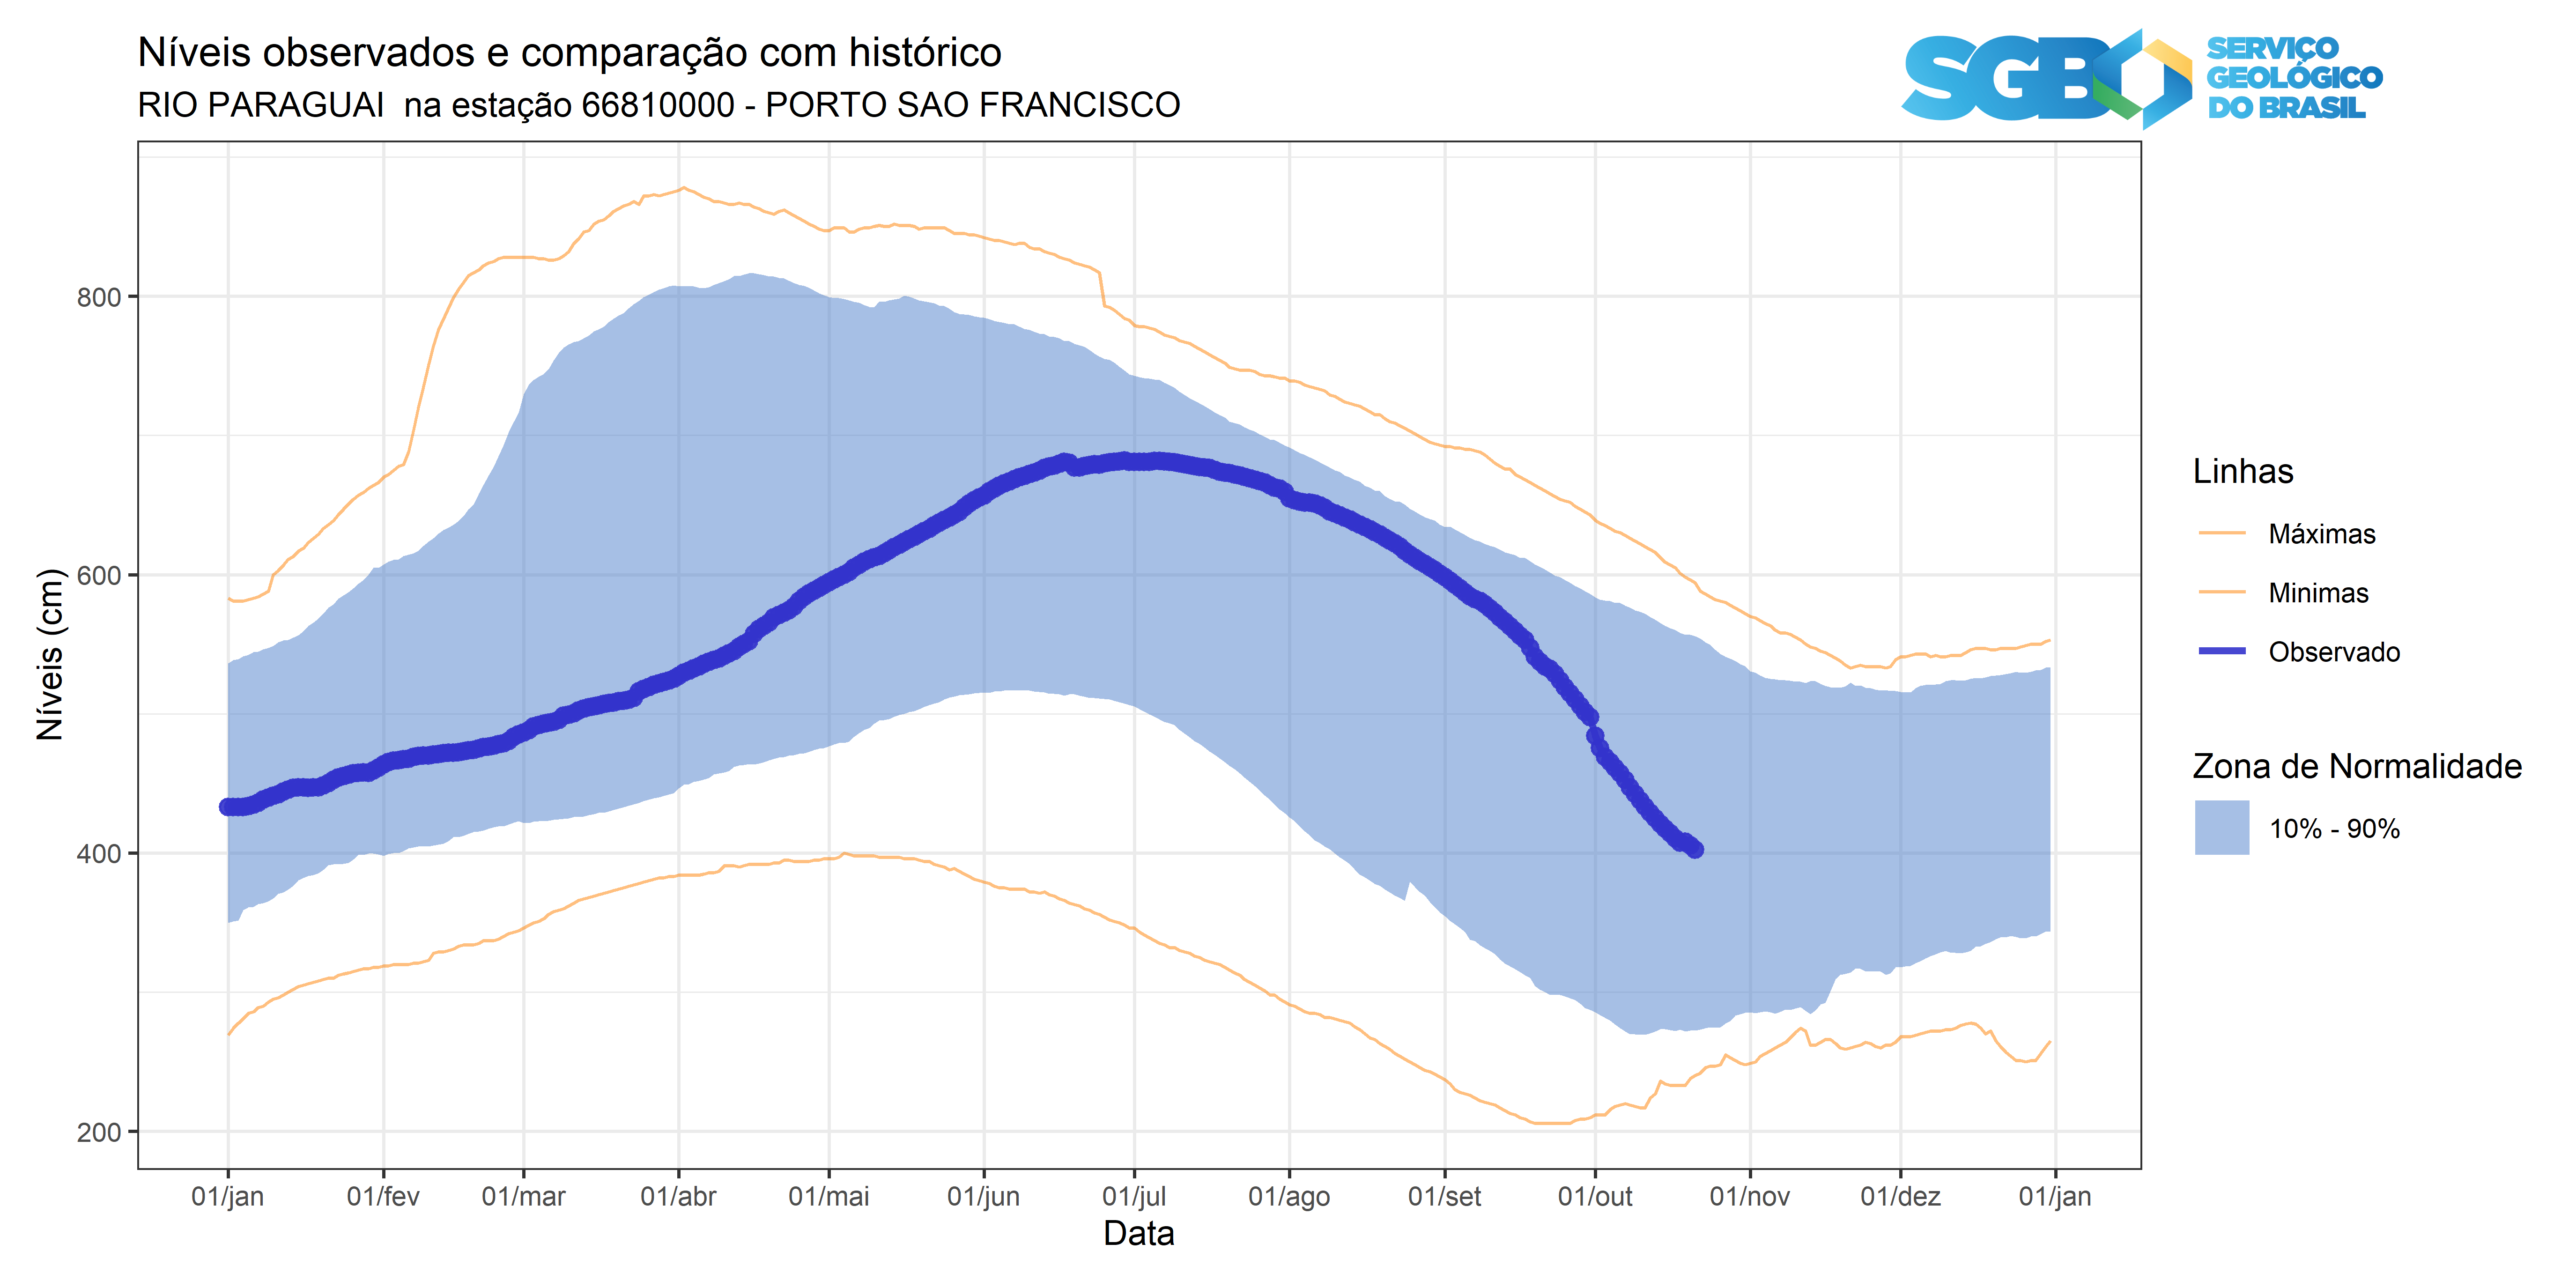 Níveis observados e comparação com histórico
RIO PARAGUAI  na estação 66810000 - PORTO SAO FRANCISCO
SGB
SERVIÇO
GEOLÓGICO
DO BRASIL
Níveis (cm)
800
600
400
200
01/jan 01/fev 01/mar 01/abr 01/mai 01/jun 01/jul 01/ago 01/set 01/out 01/nov 01/dez 01/jan
Data
Linhas
Máximas
Minimas
Observado
Zona de Normalidade
10% - 90%